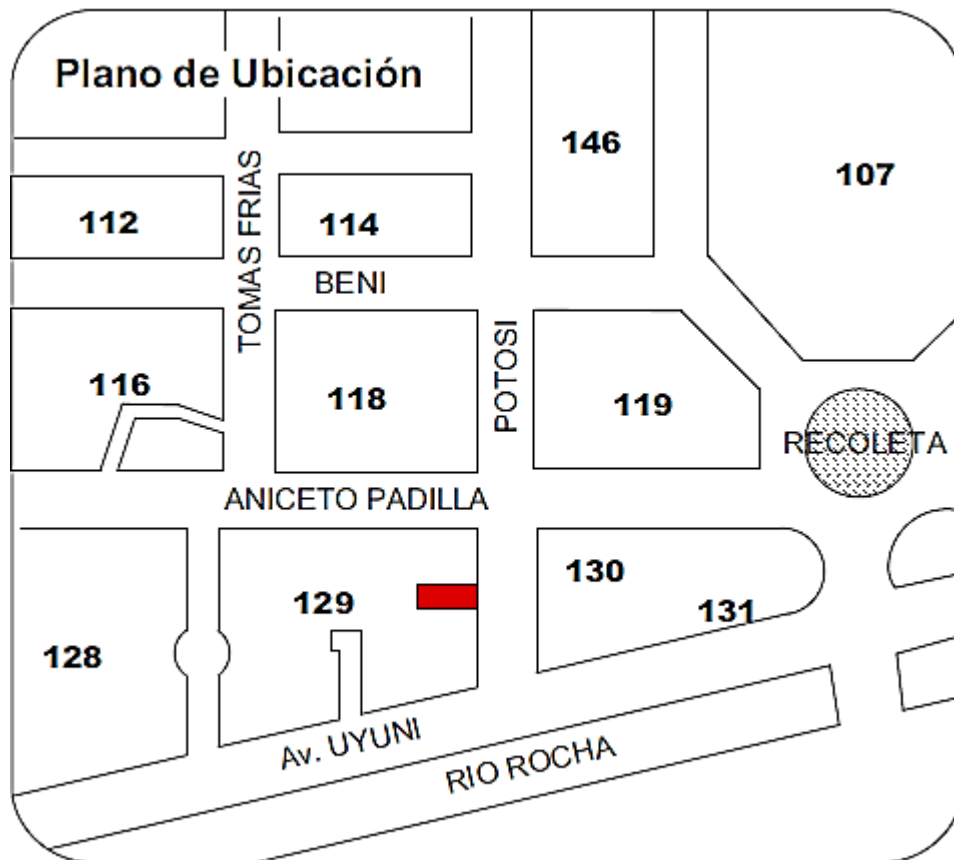 Plano de Ubicación
146
107
112
TOMAS FRIAS
114
BENI
116
118
POTOSI
119
RECOLETA
ANICETO PADILLA
130
129
131
128
Av. UYUNI
RIO ROCHA